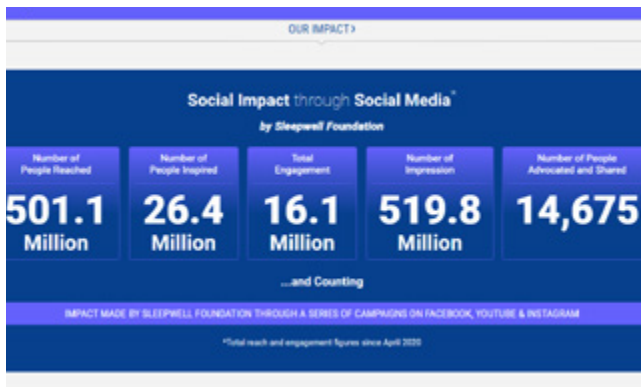 OUR IMPACT›
Social Impact through Social Media*
by Sleepwell Foundation
Number of
People Reached
501.1
Million
Number of
People Inspired
26.4
Million
Total
Engagement
16.1
Million
Number of
Impression
519.8
Million
Number of People
Advocated and Shared
14,675
...and Counting
IMPACT MADE BY SLEEPWELL FOUNDATION THROUGH A SERIES OF CAMPAIGNS ON FACEBOOK, YOUTUBE & INSTAGRAM
*Total reach and engagement figures since April 2020